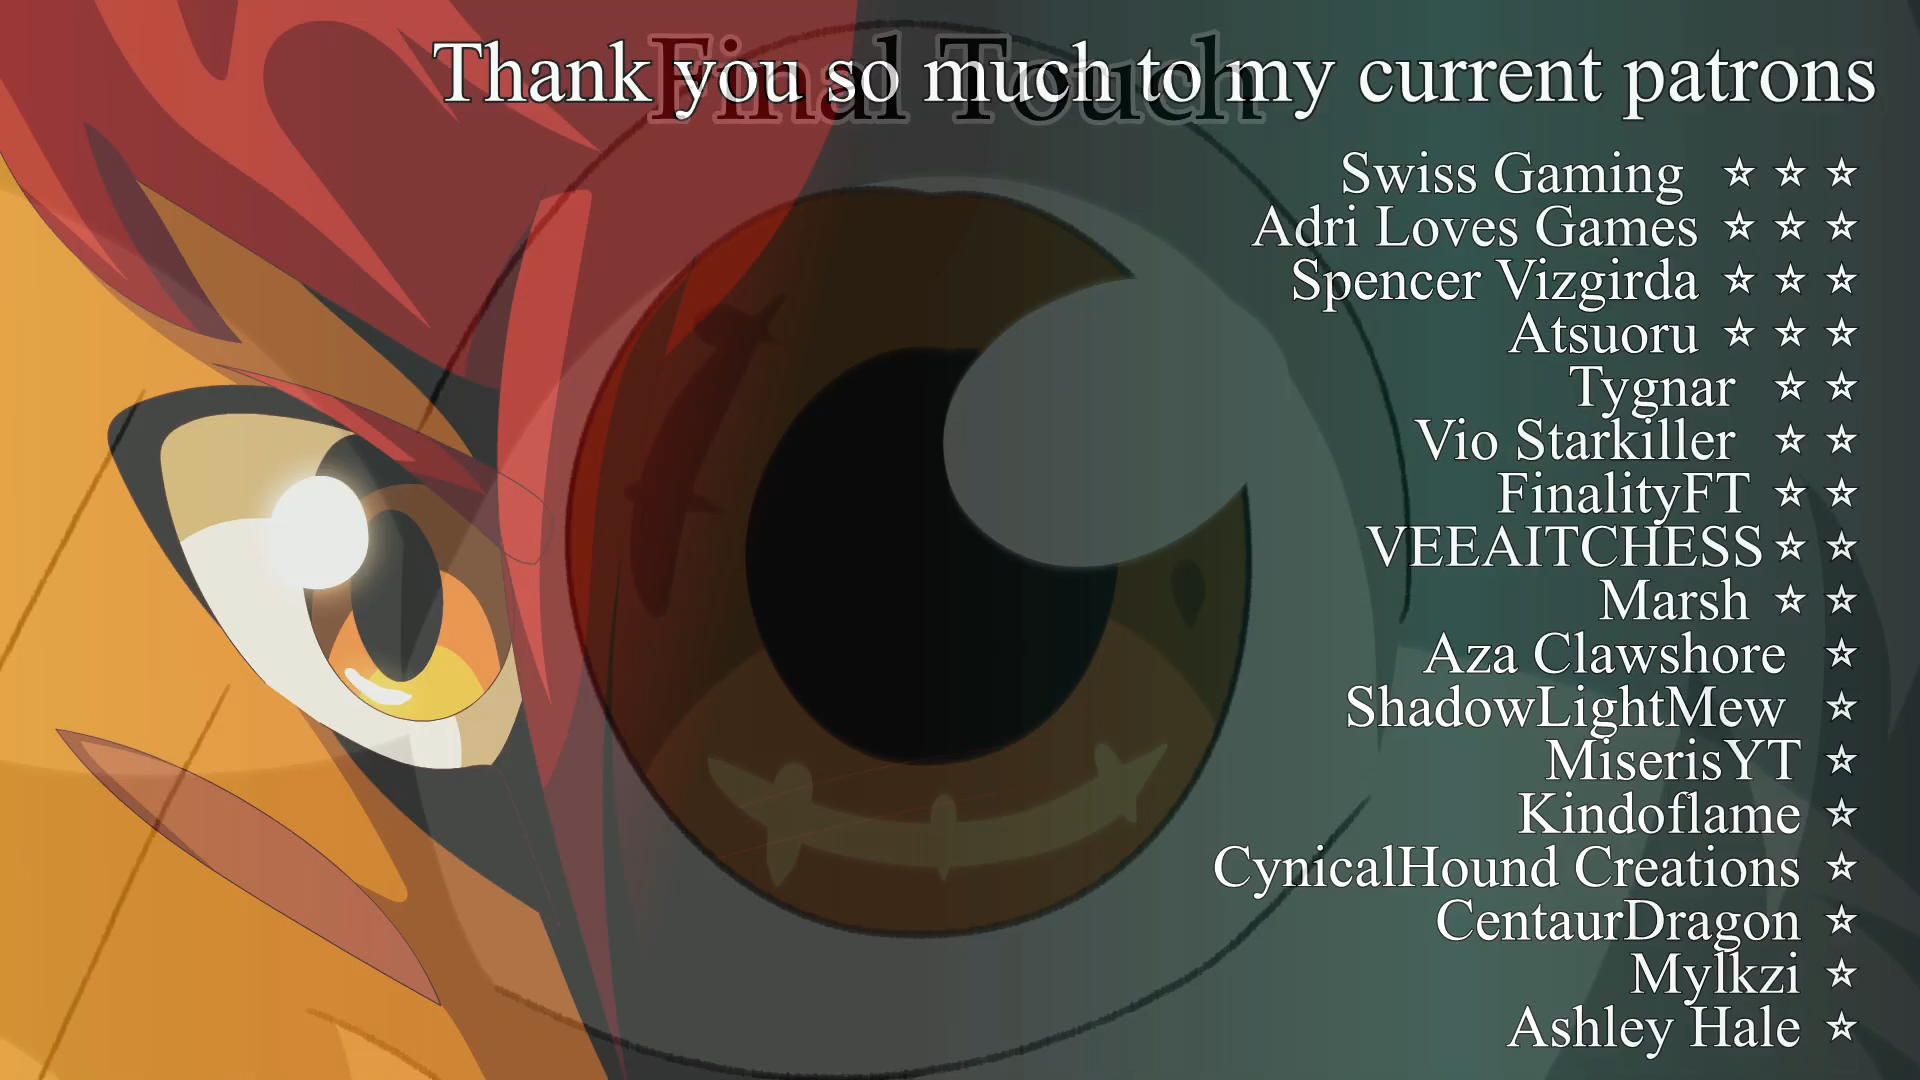 Final Touch
Thank you so much to my current patrons
Swiss Gaming ☆ ☆ ☆
Adri Loves Games ☆ ☆ ☆
Spencer Vizgirda ☆ ☆ ☆
Atsuoru ☆ ☆ ☆
Tygnar ☆ ☆
Vio Starkiller ☆ ☆
FinalityFT ☆ ☆
VEEAITCHESS ☆ ☆
Marsh ☆ ☆
Aza Clawshore ☆
ShadowLightMew ☆
MiserisYT ☆
Kindoflame ☆
CynicalHound Creations ☆
CentaurDragon ☆
Mylkzi ☆
Ashley Hale ☆